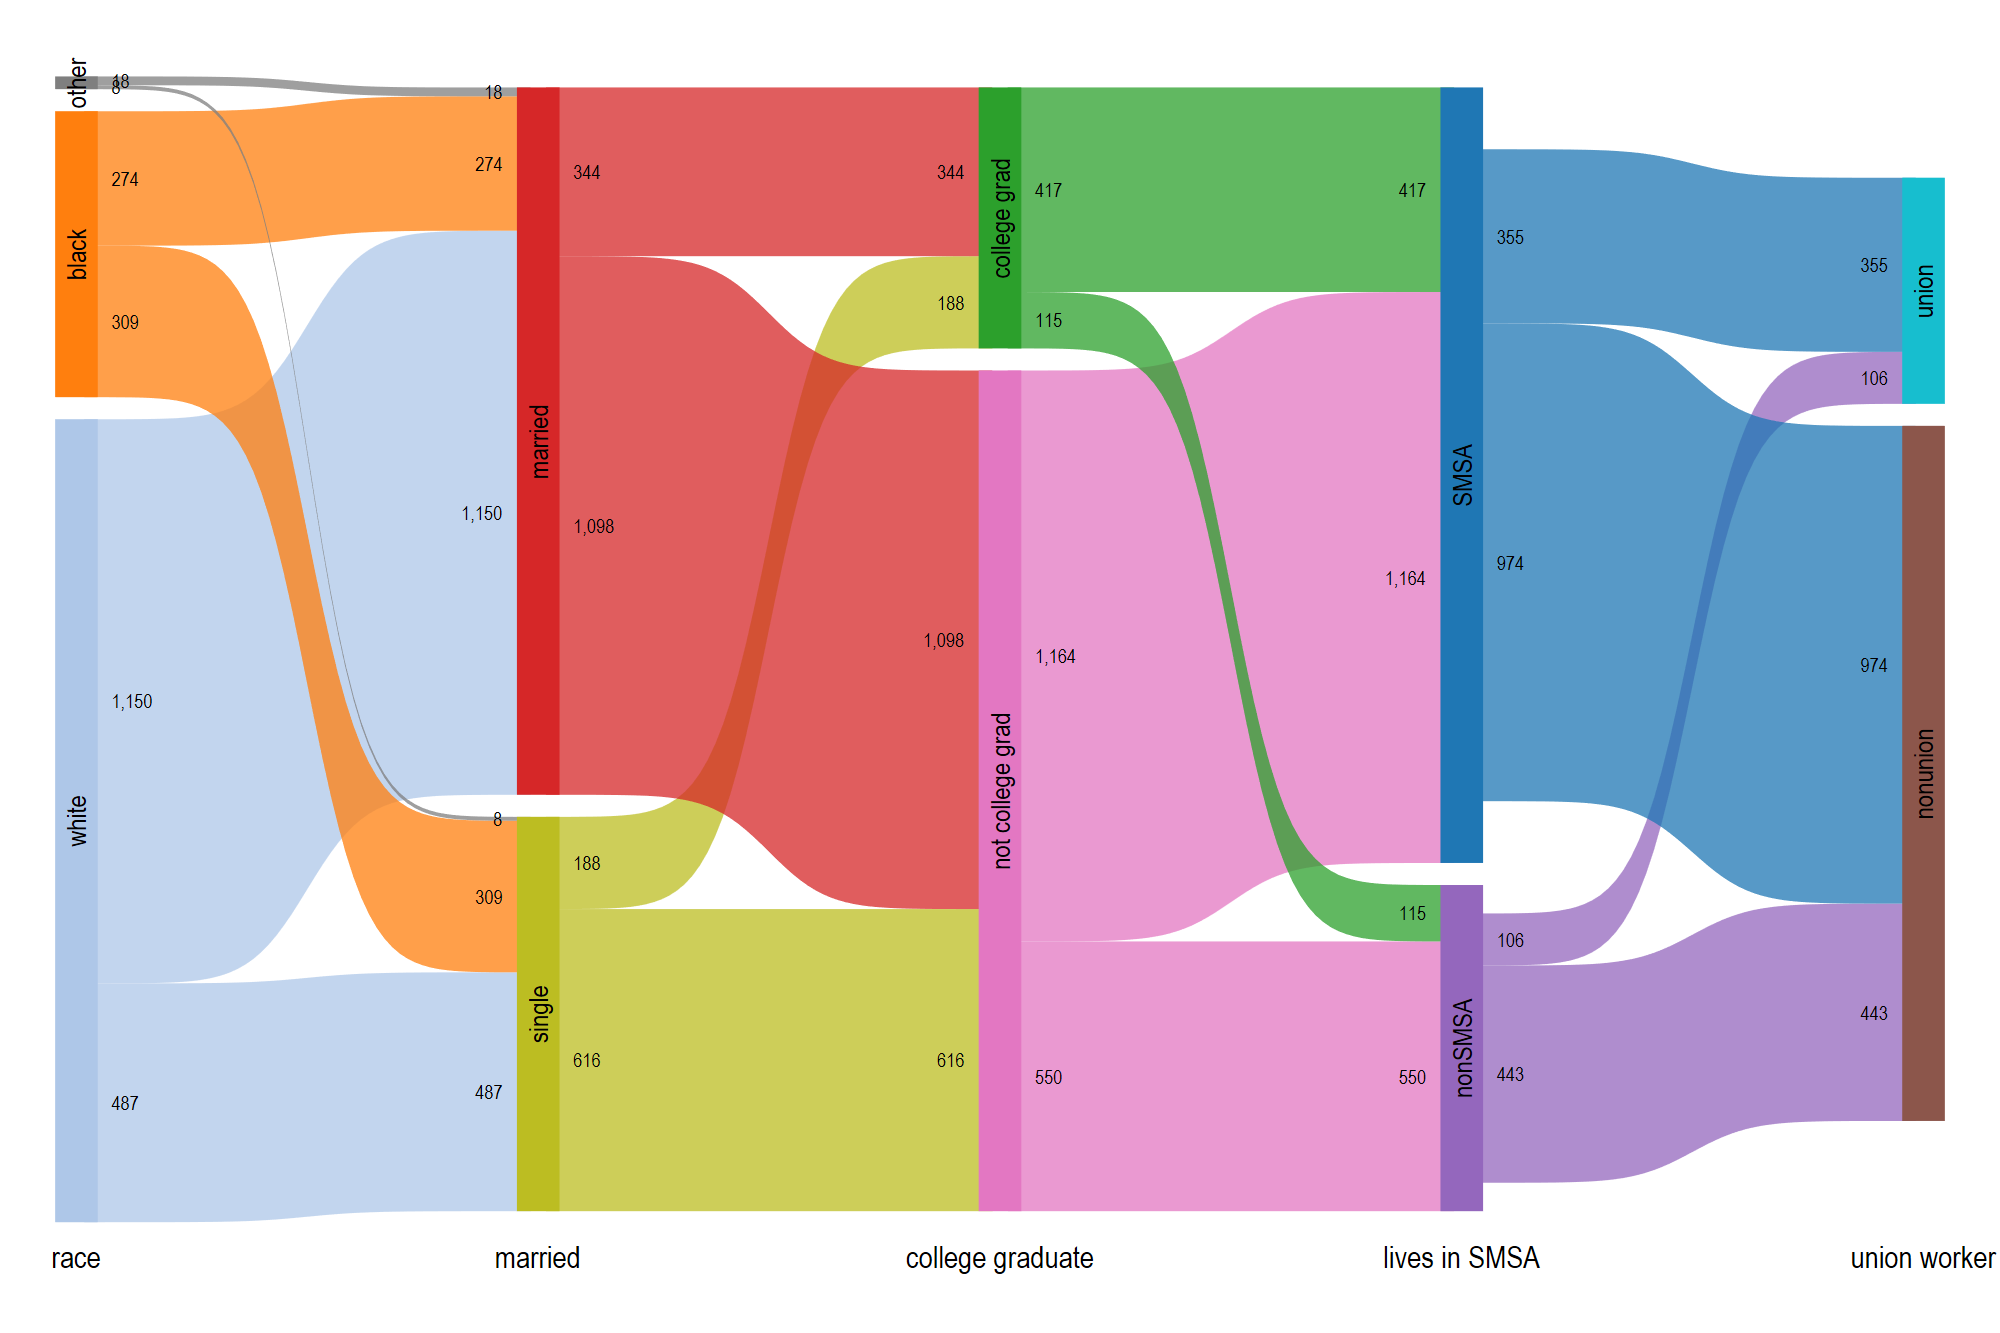 other
18
8
black
274
309
white
1,150
487
18
274
1,150
married
344
1,098
8
309
487
single
188
616
344
188
college grad
417
115
1,098
616
not college grad
1,164
550
417
1,164
SMSA
355
974
115
550
nonSMSA
106
443
355
106
union
974
443
nonunion
race
married
college graduate
lives in SMSA
union worker